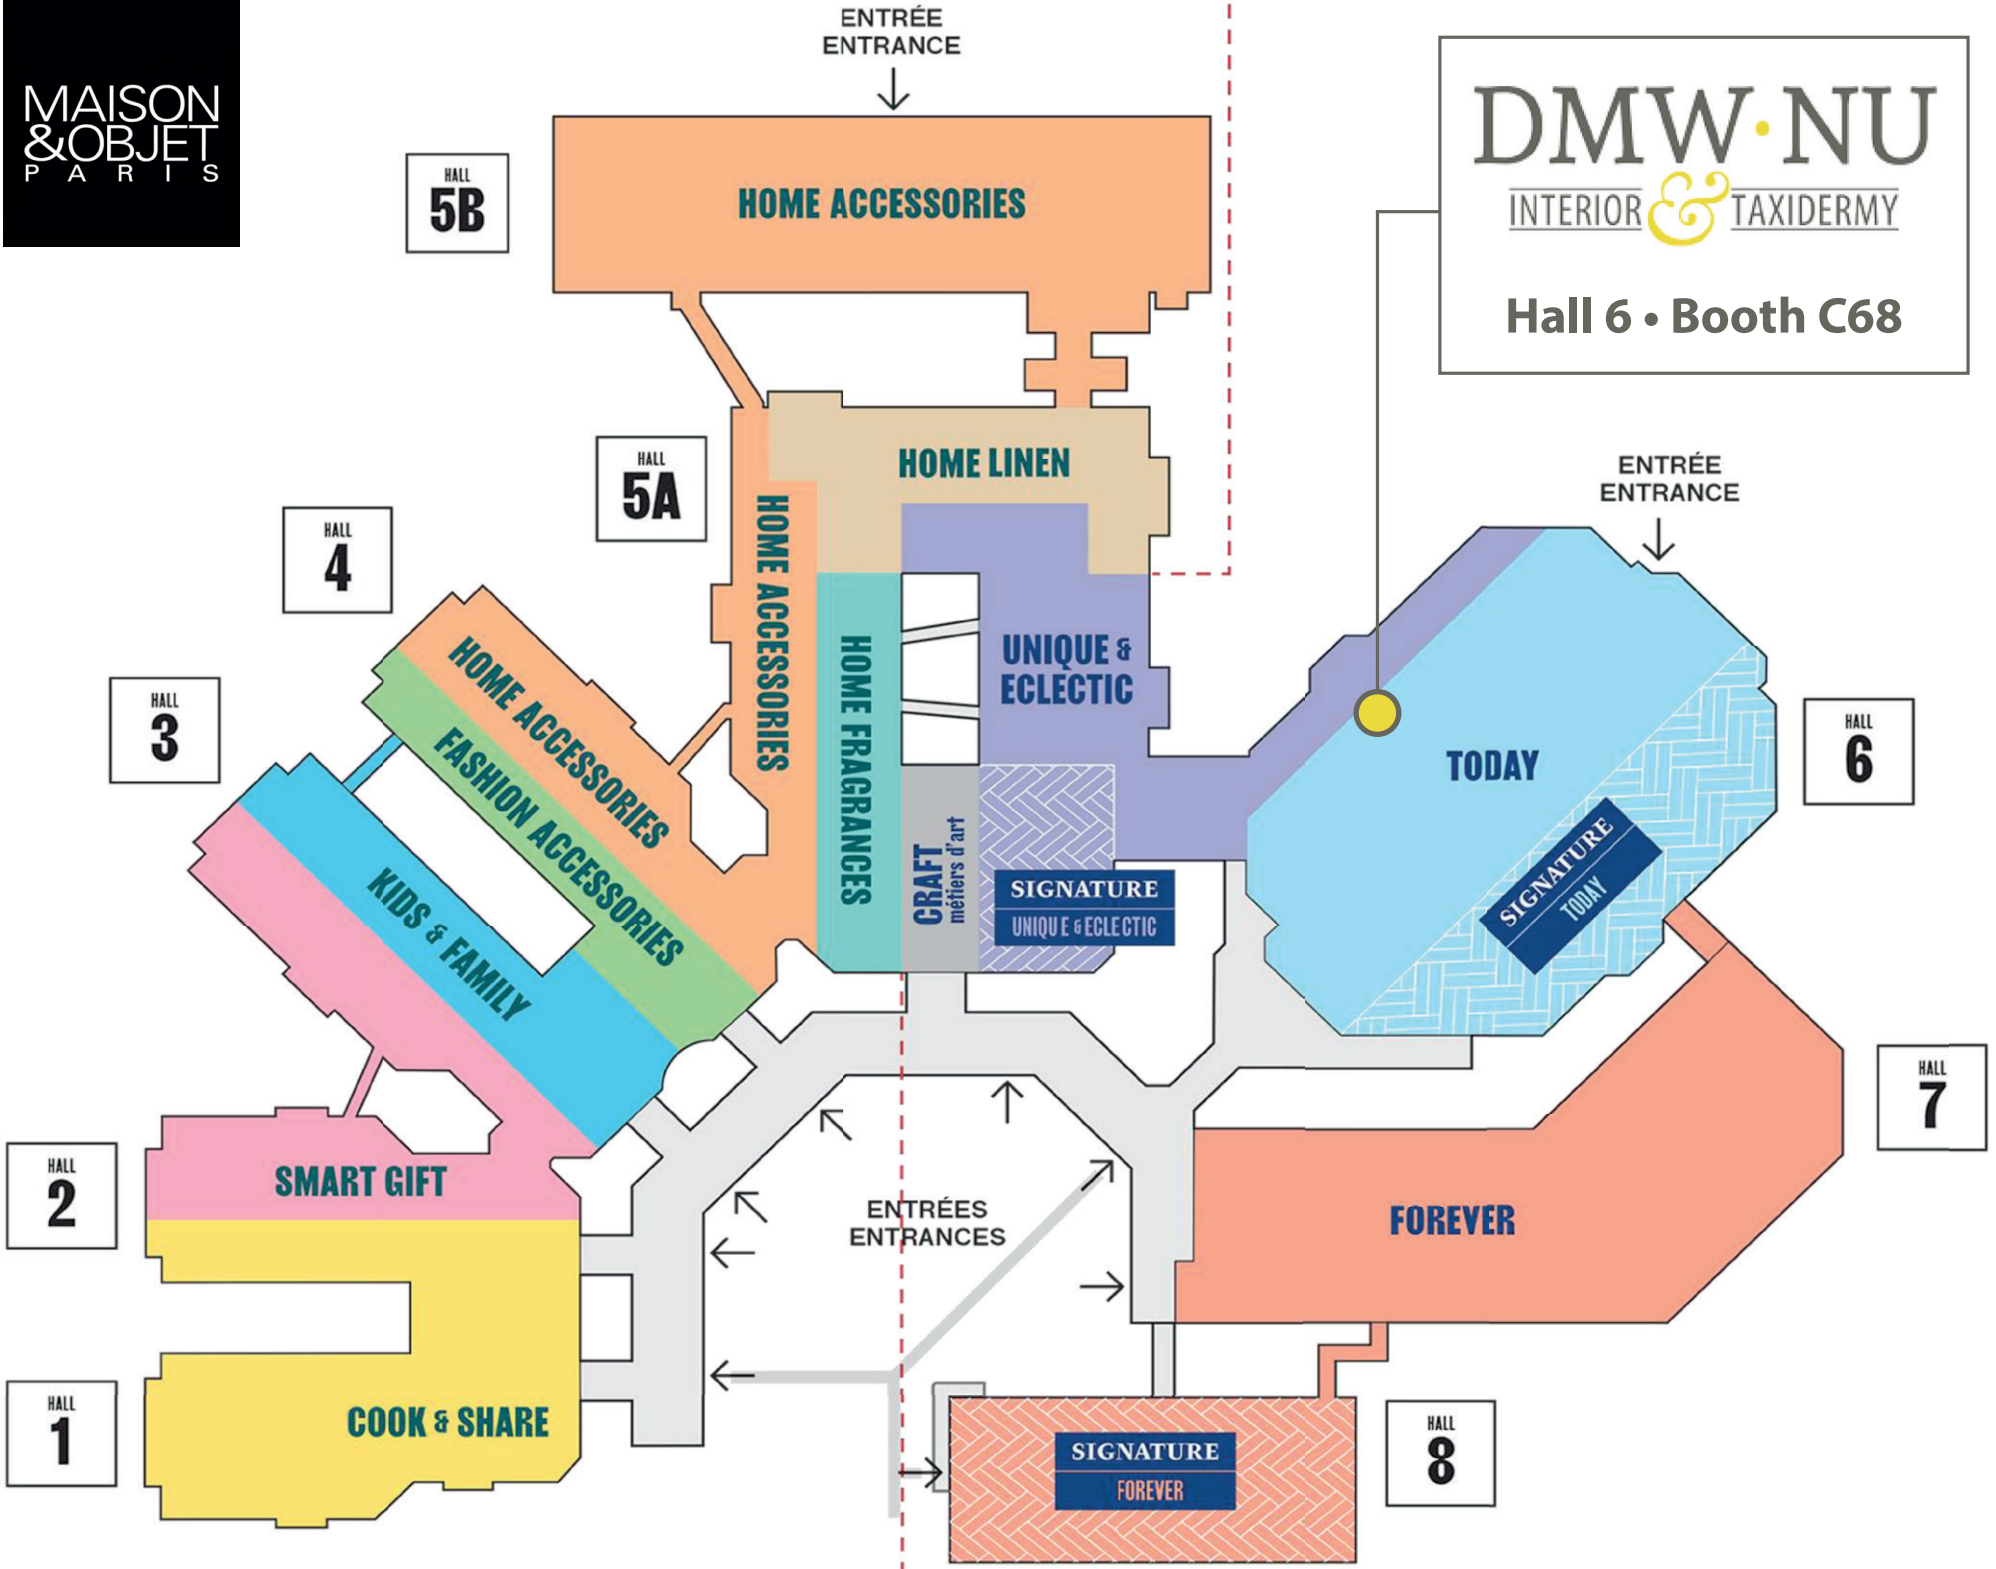 MAISON
&OBJET
PARIS
ENTRÉE
ENTRANCE
DMW·NU
INTERIOR & TAXIDERMY
Hall 6 • Booth C68
HALL
5B
HOME ACCESSORIES
HALL
5A
HOME LINEN
HOME ACCESSORIES
HOME FRAGRANCES
UNIQUE &
ECLECTIC
CRAFT
métiers d'art
SIGNATURE
UNIQUE & ECLECTIC
ENTRÉE
ENTRANCE
HALL
4
HOME ACCESSORIES
FASHION ACCESSORIES
HALL
3
KIDS & FAMILY
TODAY
SIGNATURE
TODAY
HALL
6
HALL
7
FOREVER
HALL
2
SMART GIFT
ENTRÉES
ENTRANCES
HALL
1
COOK & SHARE
SIGNATURE
FOREVER
HALL
8